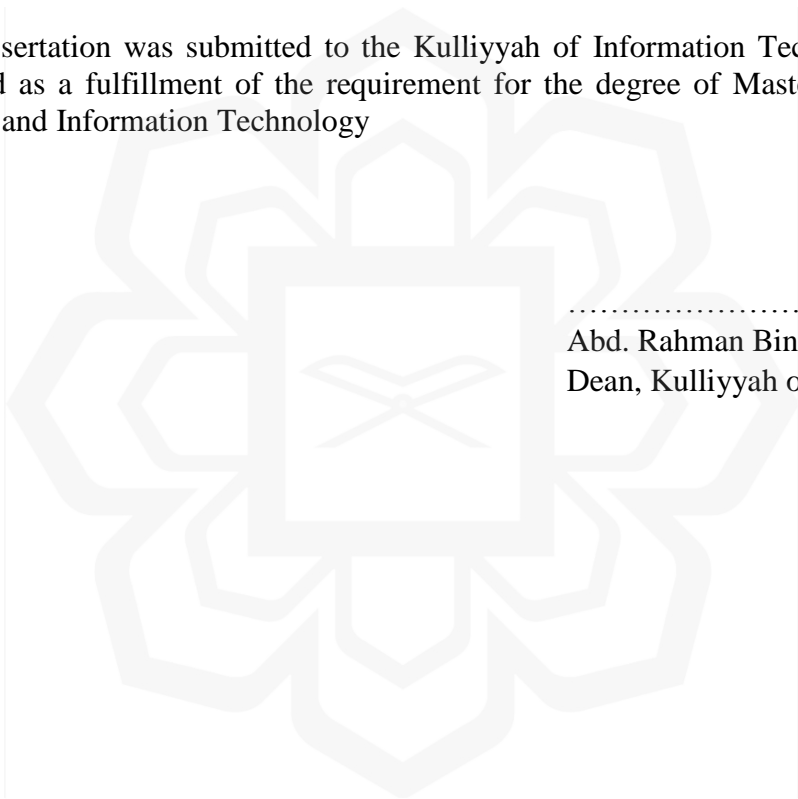 sertation was submitted to the Kulliyyah of Information Tec
as a fulfillment of the requirement for the degree of Mast
and Information Technology
........................
Abd. Rahman Bin
Dean, Kulliyyah o